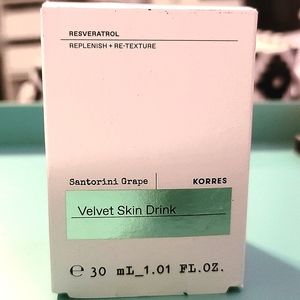 RESVERATROL
REPLENISH + RE-TEXTURE
Santorini Grape | KORRES
Velvet Skin Drink
℮ 30 mL_1.01 FL.OZ.